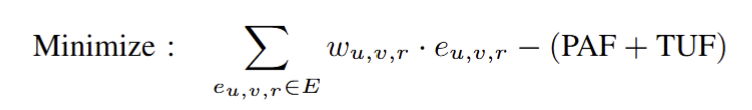 Minimize : ∑_{e_{u,v,r}∈E} w_{u,v,r} · e_{u,v,r} − (PAF + TUF)